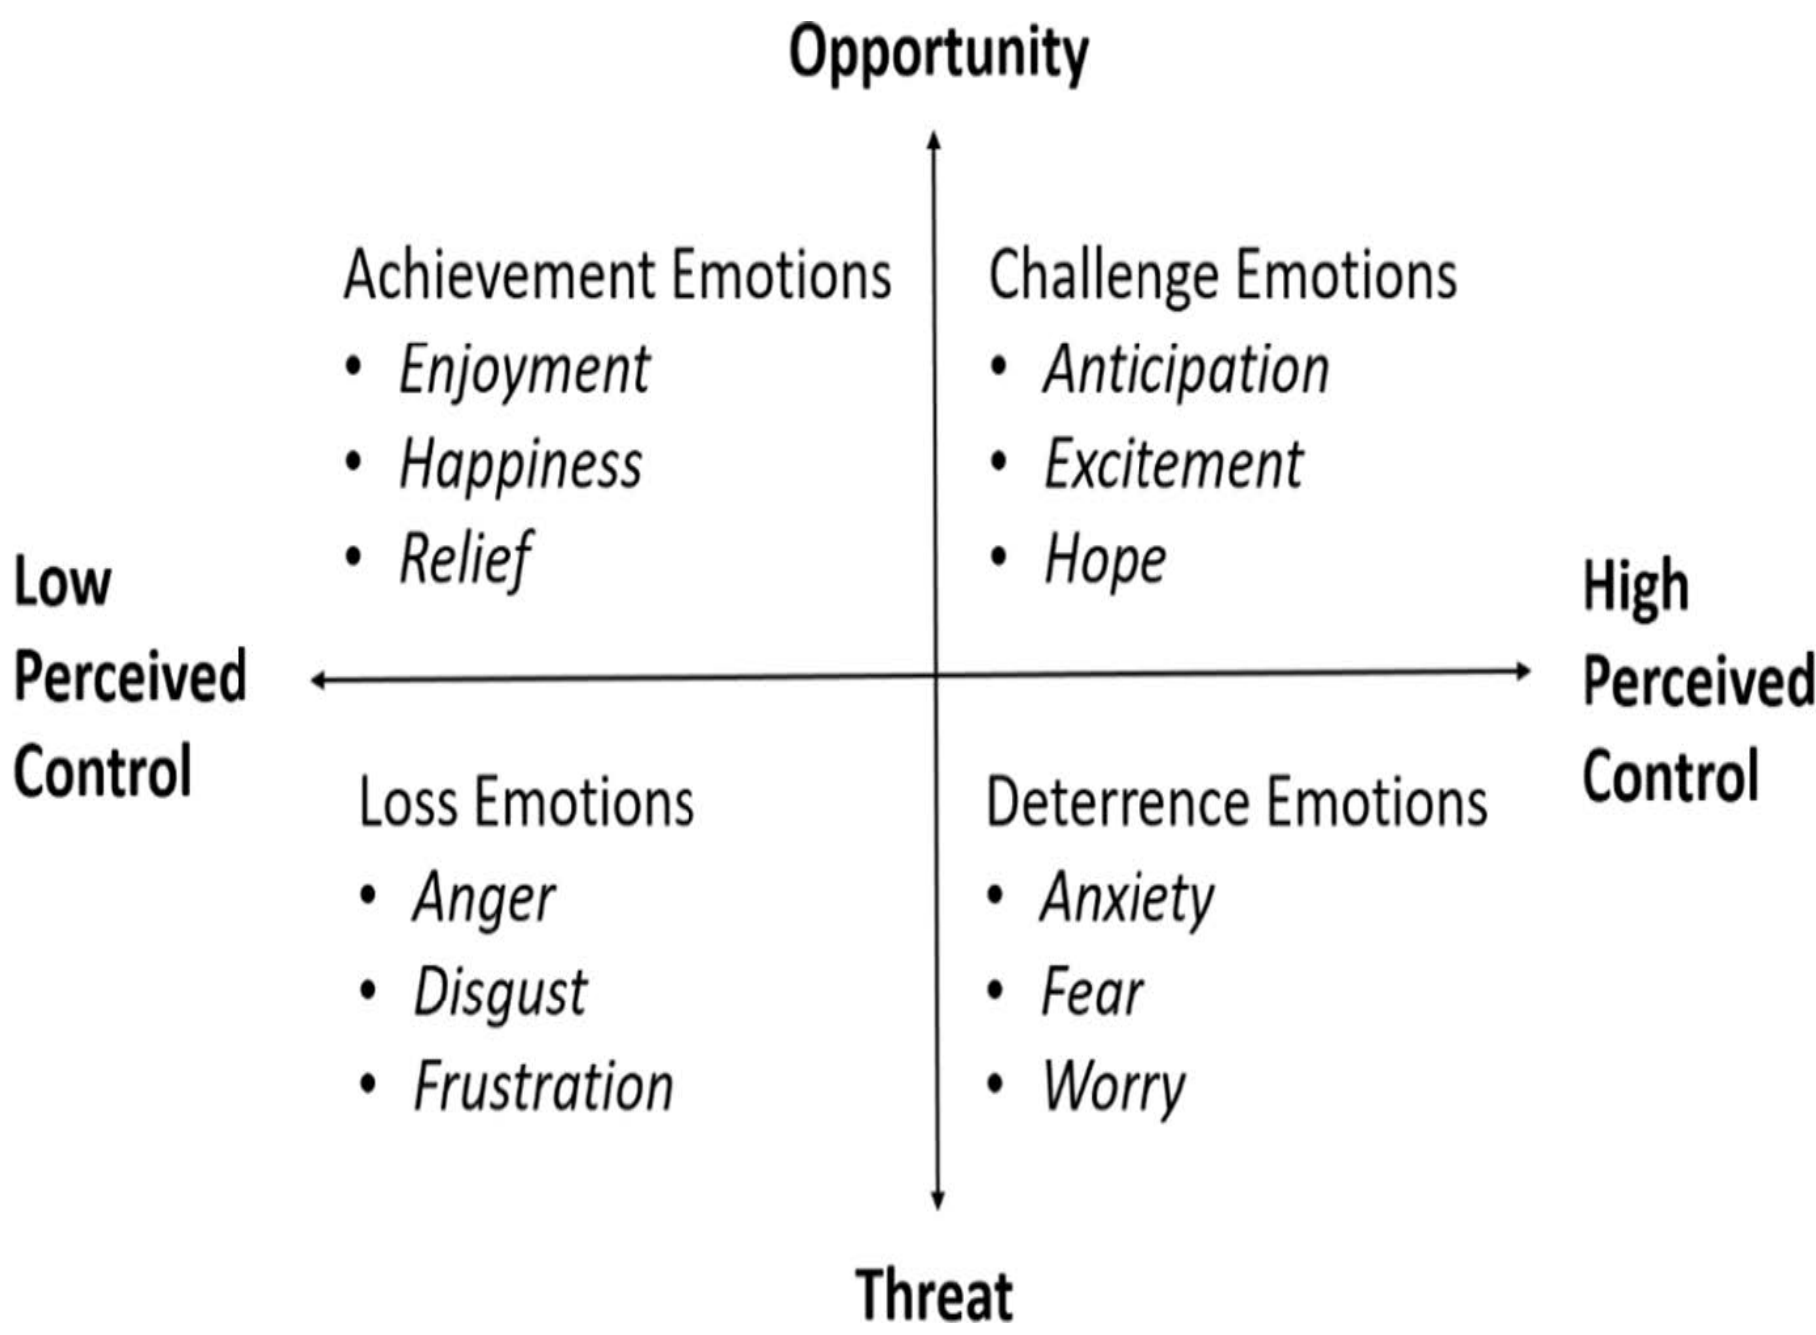 Opportunity
Achievement Emotions
• Enjoyment
• Happiness
• Relief
Challenge Emotions
• Anticipation
• Excitement
• Hope
Low
Perceived
Control
High
Perceived
Control
Loss Emotions
• Anger
• Disgust
• Frustration
Deterrence Emotions
• Anxiety
• Fear
• Worry
Threat